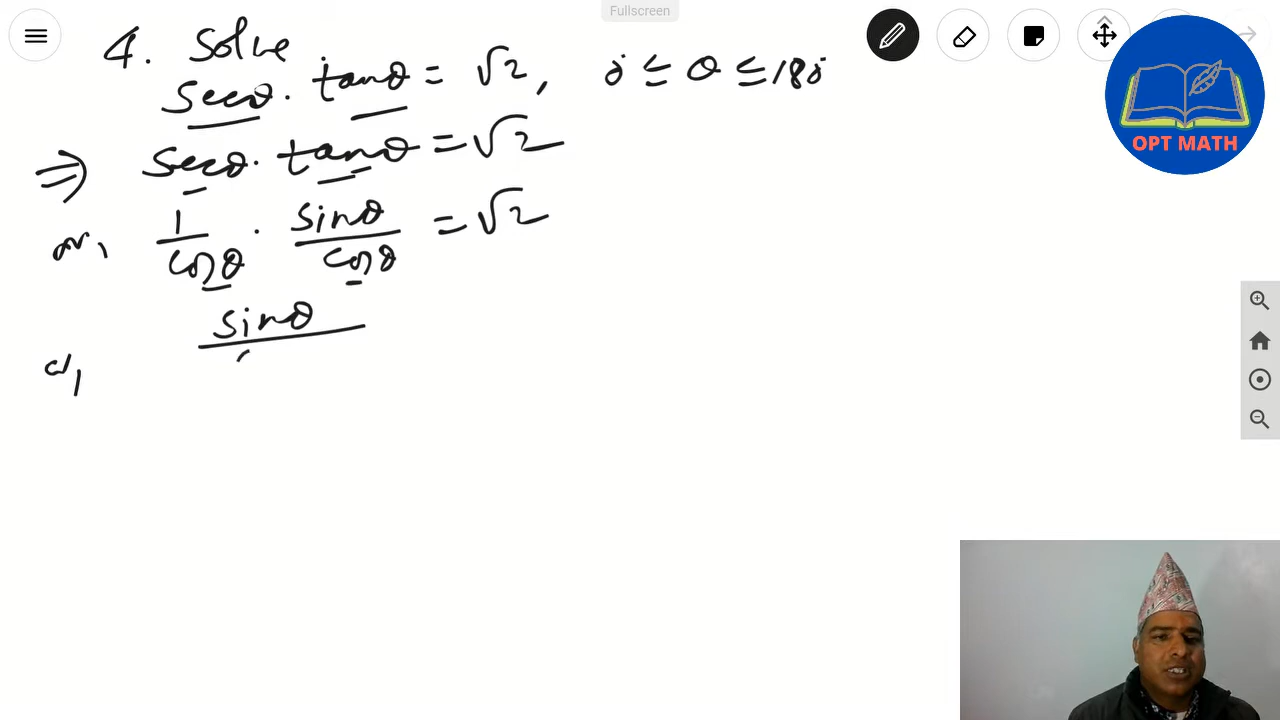 Fullscreen
4. Solve
secθ. tanθ = √2, 0° ≤ θ ≤ 180°
⇒ secθ. tanθ = √2
or, 1/cosθ . sinθ/cosθ = √2
or, sinθ
OPT MATH